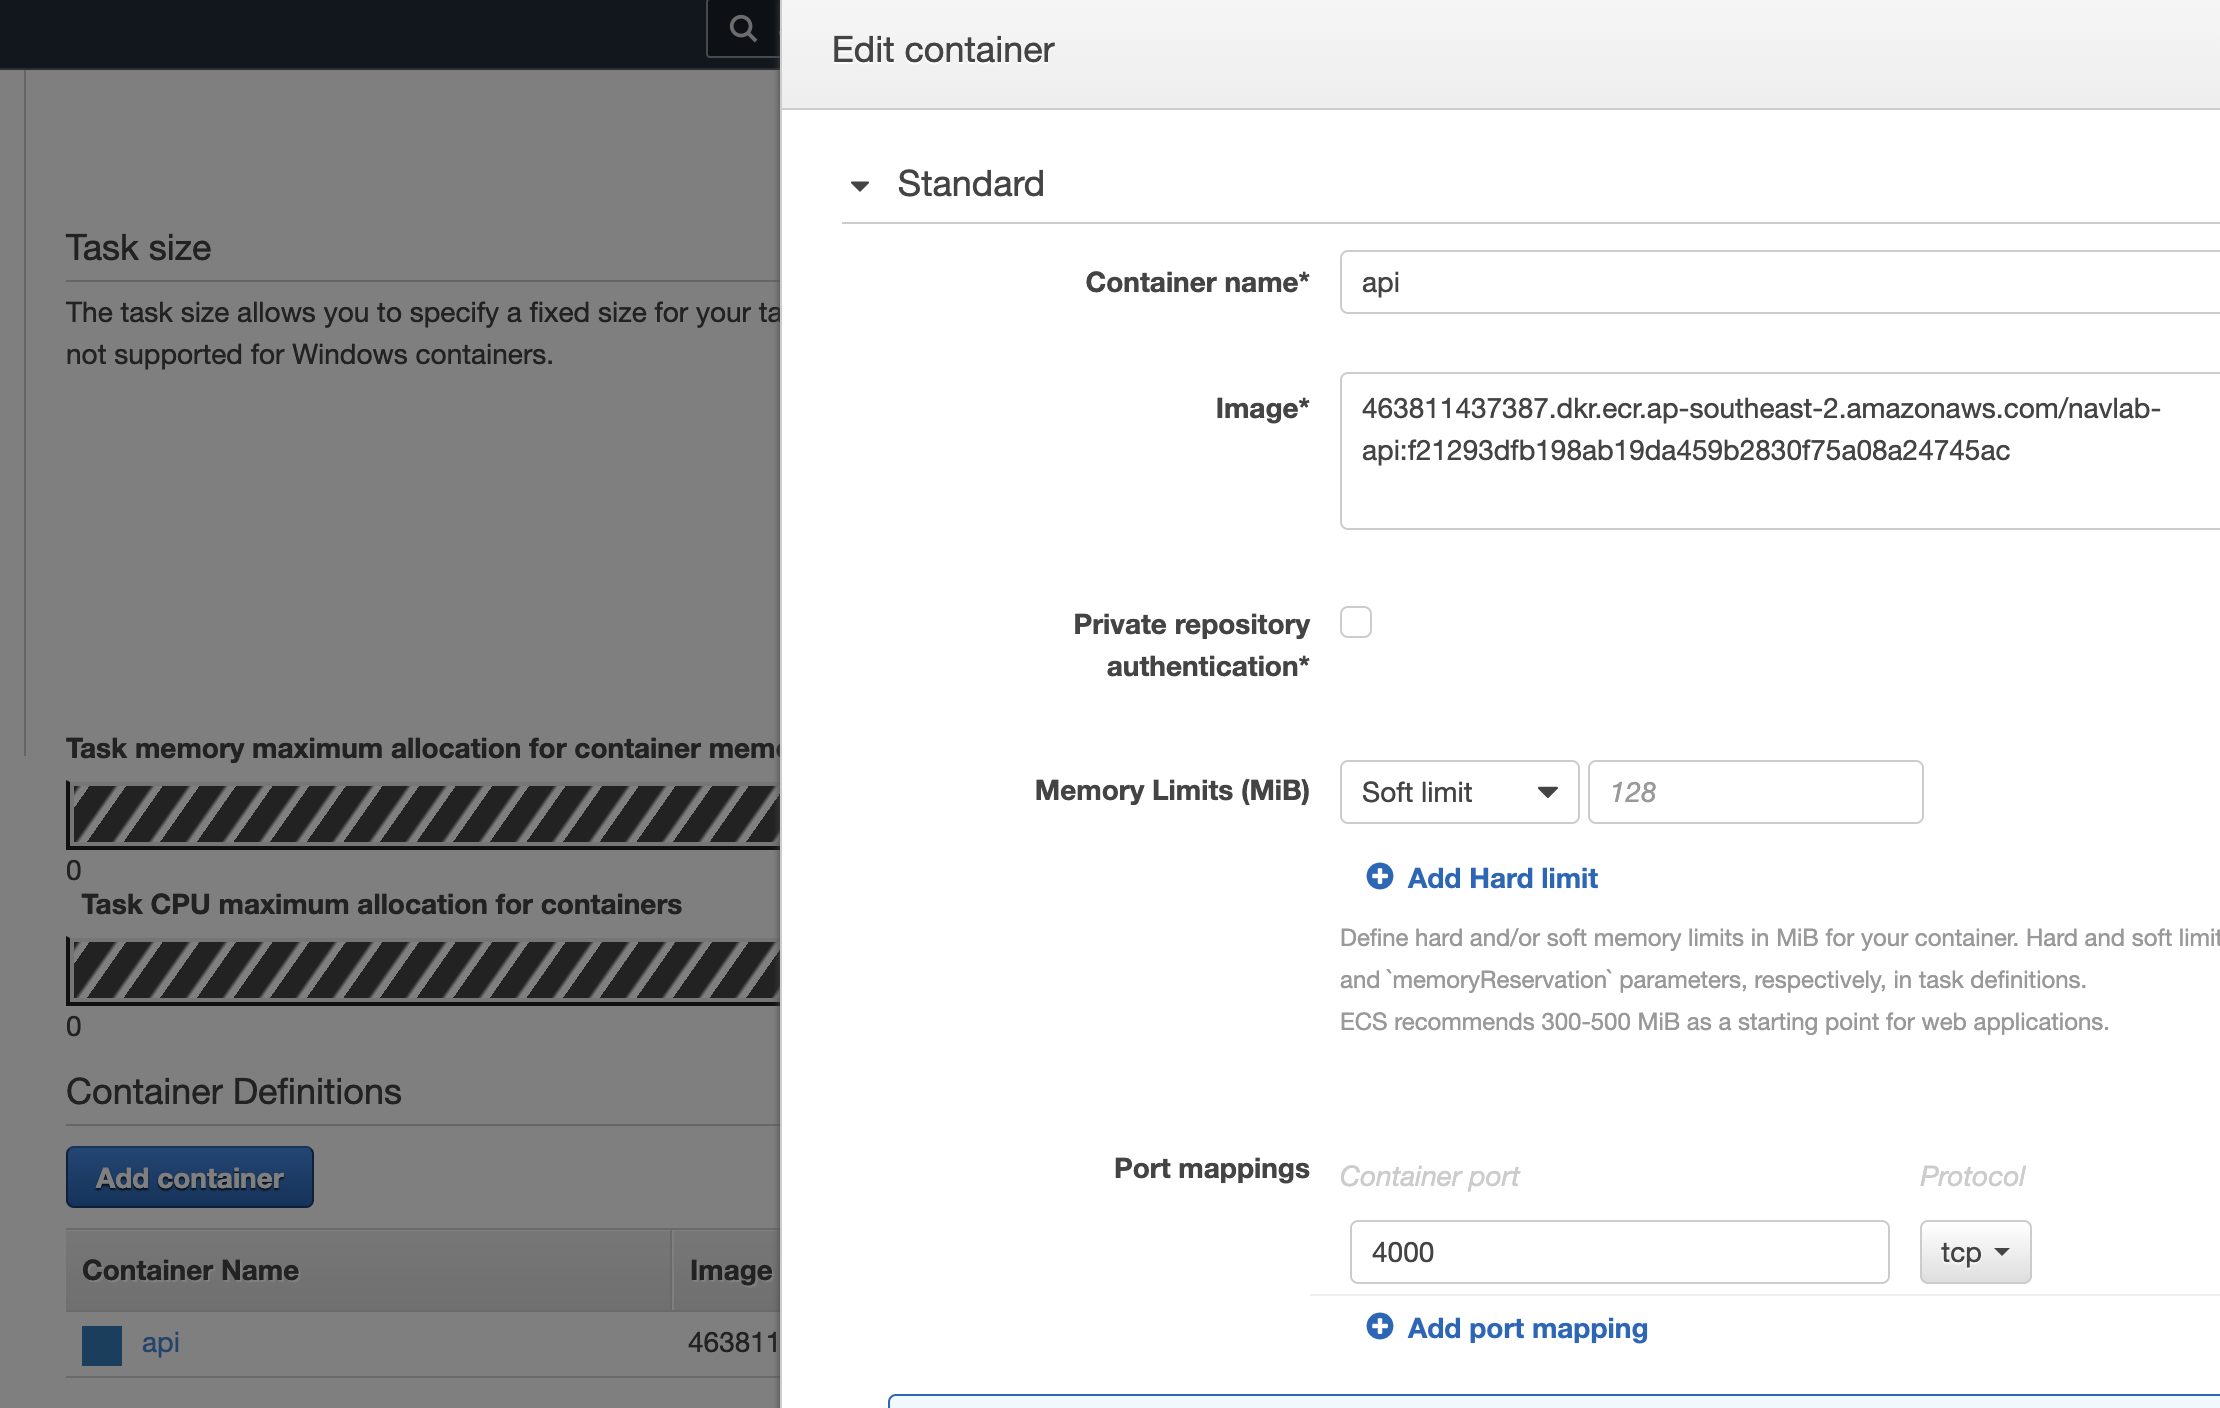 Edit container
Standard
Container name*
api
Image*
463811437387.dkr.ecr.ap-southeast-2.amazonaws.com/navlab-
api:f21293dfb198ab19da459b2830f75a08a24745ac
Private repository
authentication*
Memory Limits (MiB)
Soft limit
128
Add Hard limit
Define hard and/or soft memory limits in MiB for your container. Hard and soft limit
and `memoryReservation` parameters, respectively, in task definitions.
ECS recommends 300-500 MiB as a starting point for web applications.
Port mappings
Container port
Protocol
4000
tcp
Add port mapping
Task size
The task size allows you to specify a fixed size for your ta
not supported for Windows containers.
Task memory maximum allocation for container mem
0
Task CPU maximum allocation for containers
0
Container Definitions
Add container
Container Name
Image
api
463811